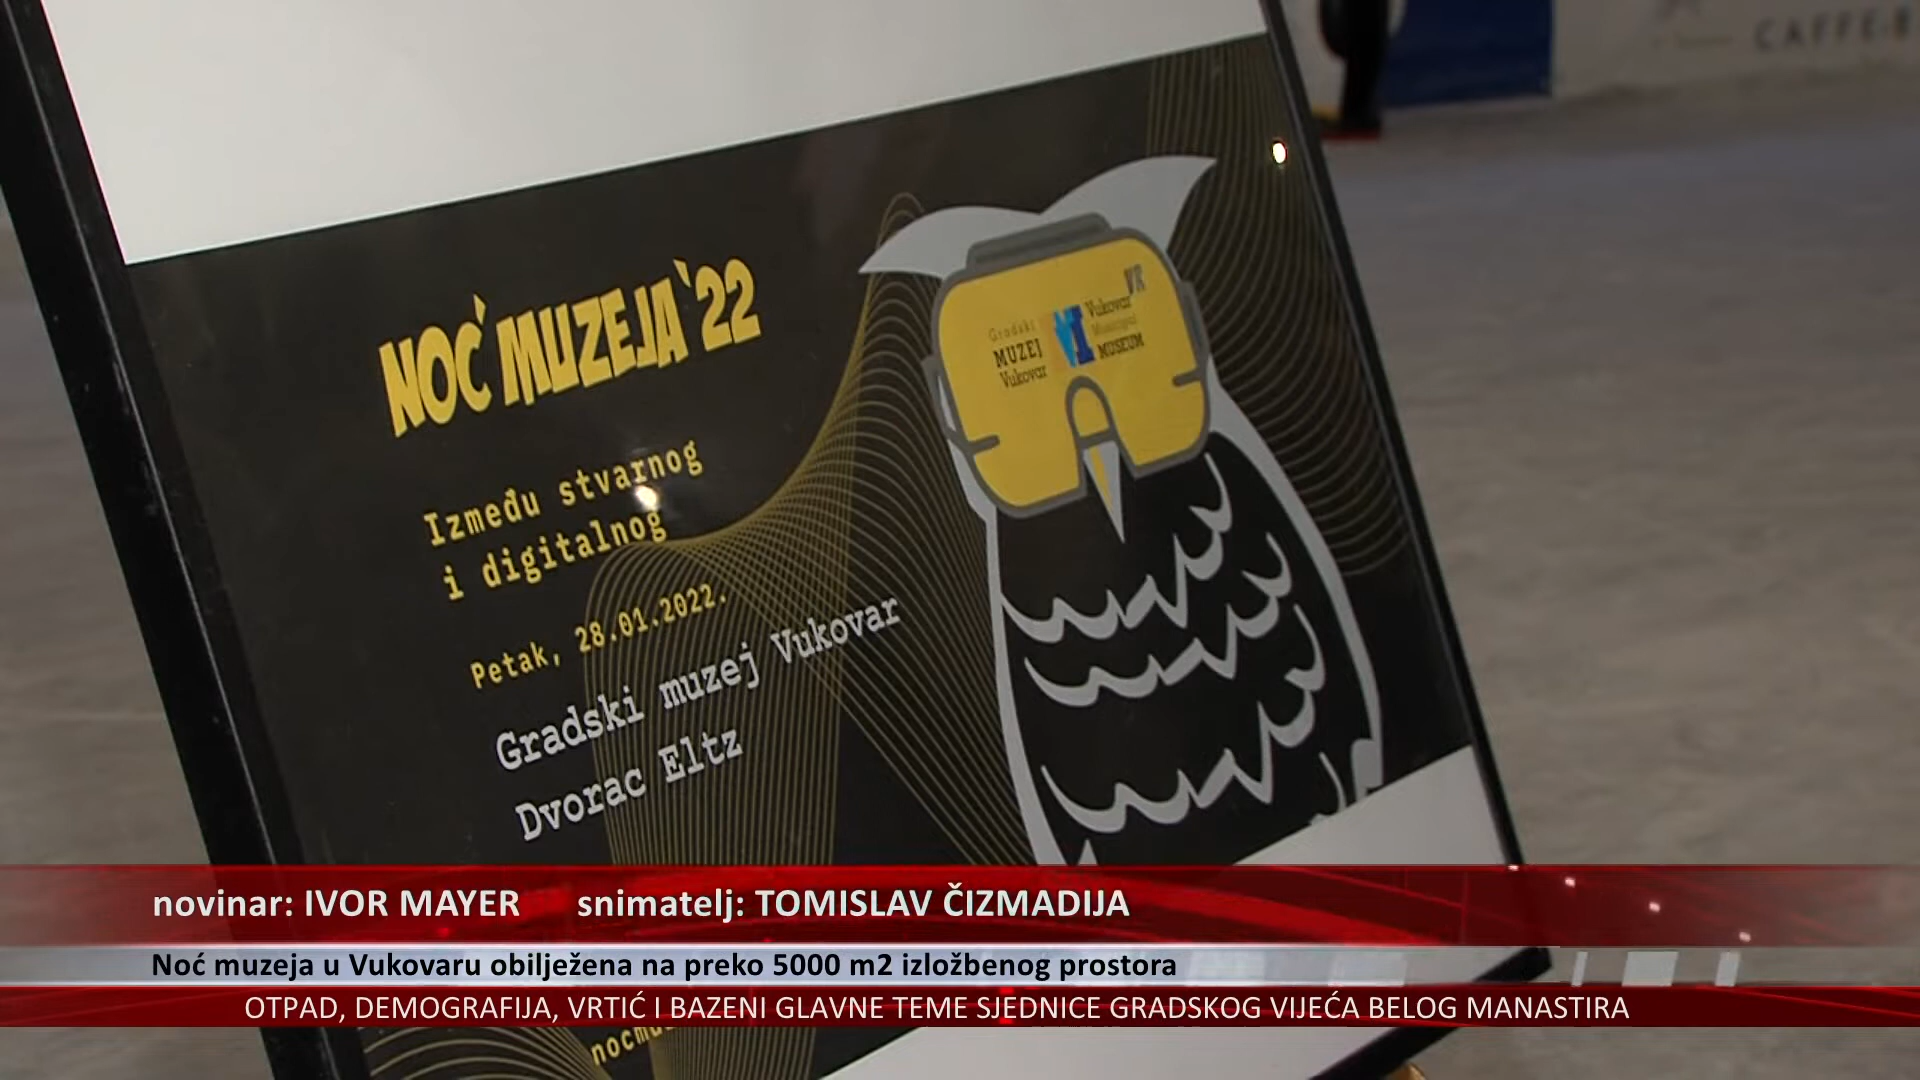 CAFFE·B
NOĆ MUZEJA`22
Između stvarnog
i digitalnog
Petak, 28.01.2022.
Gradski muzej Vukovar
Dvorac Eltz
Gradski
MUZEJ
Vukovar
Vukovar
Municipal
MUSEUM
VR
novinar: IVOR MAYER snimatelj: TOMISLAV ČIZMADIJA
Noć muzeja u Vukovaru obilježena na preko 5000 m2 izložbenog prostora
OTPAD, DEMOGRAFIJA, VRTIĆ I BAZENI GLAVNE TEME SJEDNICE GRADSKOG VIJEĆA BELOG MANASTIRA